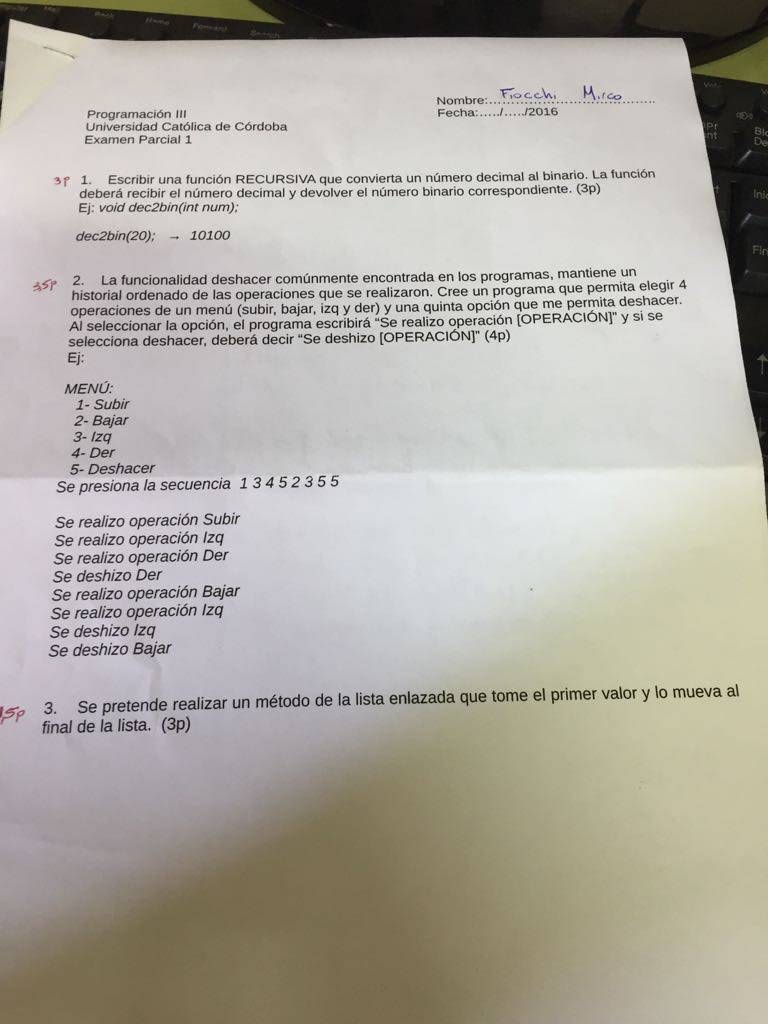 Nombre: Fiocchi Mirco
Programación III
Fecha:...../...../2016
Universidad Católica de Córdoba
Examen Parcial 1
3p 1. Escribir una función RECURSIVA que convierta un número decimal al binario. La función
deberá recibir el número decimal y devolver el número binario correspondiente. (3p)
Ej: void dec2bin(int num);
dec2bin(20); → 10100
3,5p 2. La funcionalidad deshacer comúnmente encontrada en los programas, mantiene un
historial ordenado de las operaciones que se realizaron. Cree un programa que permita elegir 4
operaciones de un menú (subir, bajar, izq y der) y una quinta opción que me permita deshacer.
Al seleccionar la opción, el programa escribirá “Se realizo operación [OPERACIÓN]” y si se
selecciona deshacer, deberá decir “Se deshizo [OPERACIÓN]” (4p)
Ej:
MENÚ:
1- Subir
2- Bajar
3- Izq
4- Der
5- Deshacer
Se presiona la secuencia 1 3 4 5 2 3 5 5
Se realizo operación Subir
Se realizo operación Izq
Se realizo operación Der
Se deshizo Der
Se realizo operación Bajar
Se realizo operación Izq
Se deshizo Izq
Se deshizo Bajar
3. Se pretende realizar un método de la lista enlazada que tome el primer valor y lo mueva al
final de la lista. (3p)